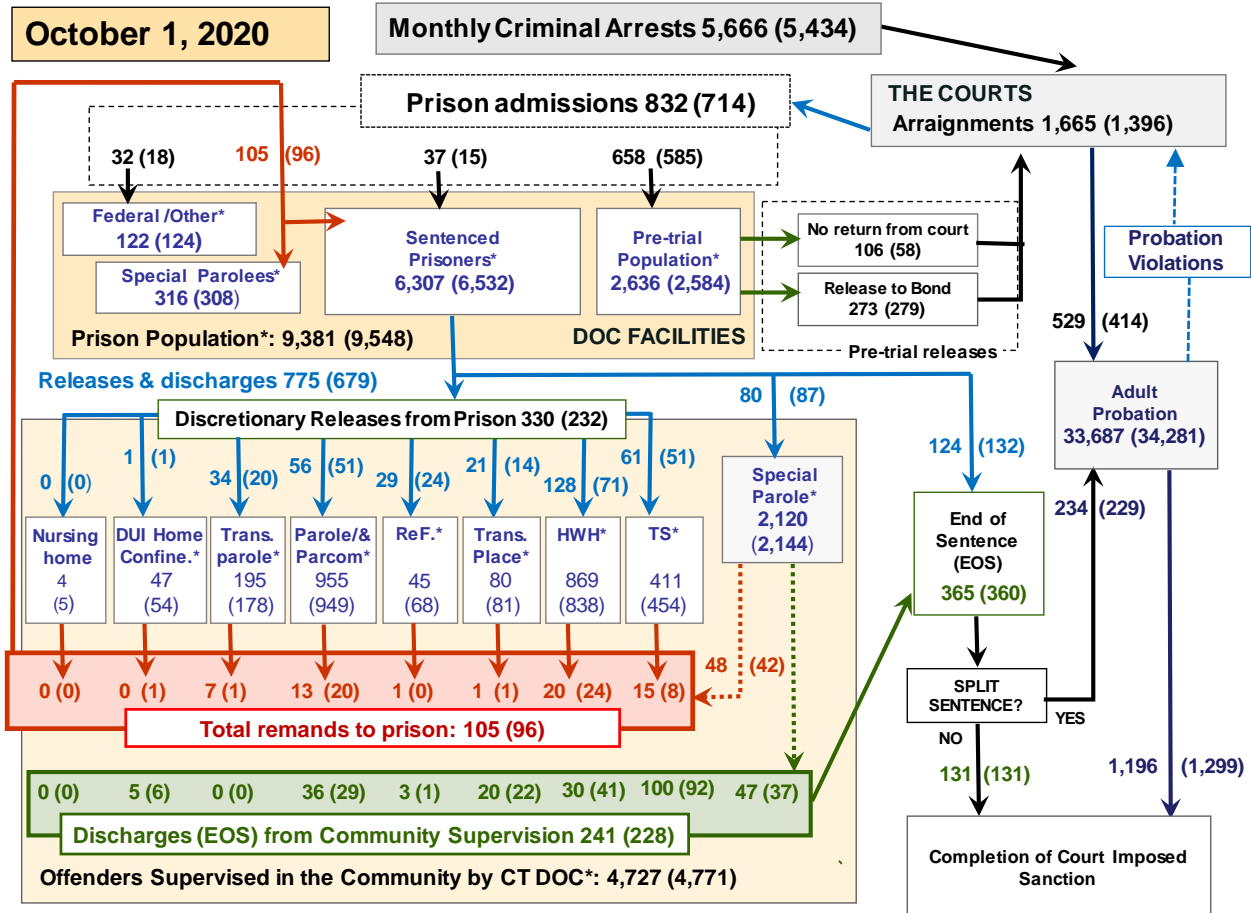 October 1, 2020
Monthly Criminal Arrests 5,666 (5,434)
THE COURTS
Arraignments 1,665 (1,396)
Prison admissions 832 (714)
32 (18)
105 (96)
37 (15)
658 (585)
Federal /Other*
122 (124)
Special Parolees*
316 (308)
Sentenced
Prisoners*
6,307 (6,532)
Pre-trial
Population*
2,636 (2,584)
Prison Population*: 9,381 (9,548)
DOC FACILITIES
No return from court
106 (58)
Release to Bond
273 (279)
Pre-trial releases
Probation
Violations
529 (414)
Adult
Probation
33,687 (34,281)
Releases & discharges 775 (679)
Discretionary Releases from Prison 330 (232)
80 (87)
124 (132)
0 (0)
1 (1)
34 (20)
56 (51)
29 (24)
21 (14)
128 (71)
61 (51)
Nursing
home
4
(5)
DUI Home
Confine.*
47
(54)
Trans.
parole*
195
(178)
Parole/&
Parcom*
955
(949)
ReF.*
45
(68)
Trans.
Place*
80
(81)
HWH*
869
(838)
TS*
411
(454)
Special
Parole*
2,120
(2,144)
End of
Sentence
(EOS)
365 (360)
234 (229)
0 (0)
0 (1)
7 (1)
13 (20)
1 (0)
1 (1)
20 (24)
15 (8)
48 (42)
Total remands to prison: 105 (96)
SPLIT
SENTENCE?
YES
NO
131 (131)
1,196 (1,299)
0 (0)
5 (6)
0 (0)
36 (29)
3 (1)
20 (22)
30 (41)
100 (92)
47 (37)
Discharges (EOS) from Community Supervision 241 (228)
Offenders Supervised in the Community by CT DOC*: 4,727 (4,771)
Completion of Court Imposed
Sanction